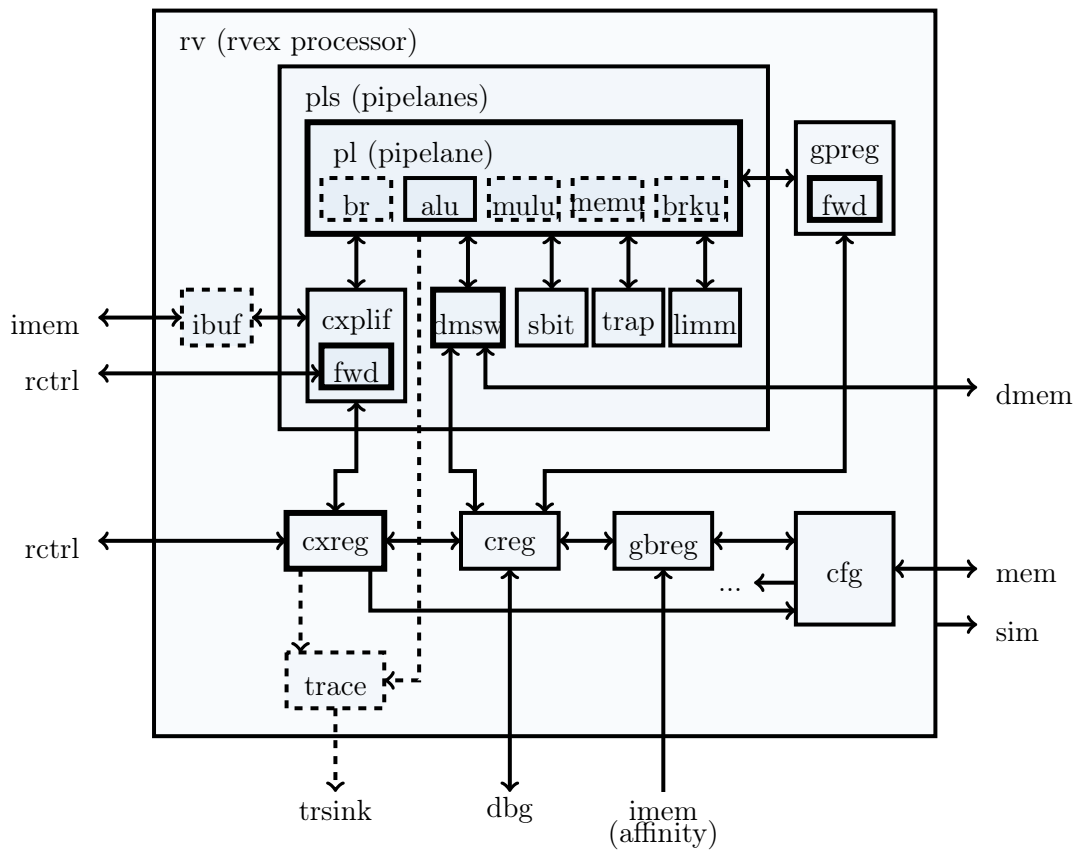 rv (rvex processor)
pls (pipelanes)
pl (pipelane)
gpreg
br
alu
mulu
memu
brku
fwd
imem
ibuf
cxplif
dmsw
sbit
trap
limm
rctrl
fwd
dmem
rctrl
cxreg
creg
gbreg
cfg
...
mem
sim
trace
trsink
dbg
imem
(affinity)